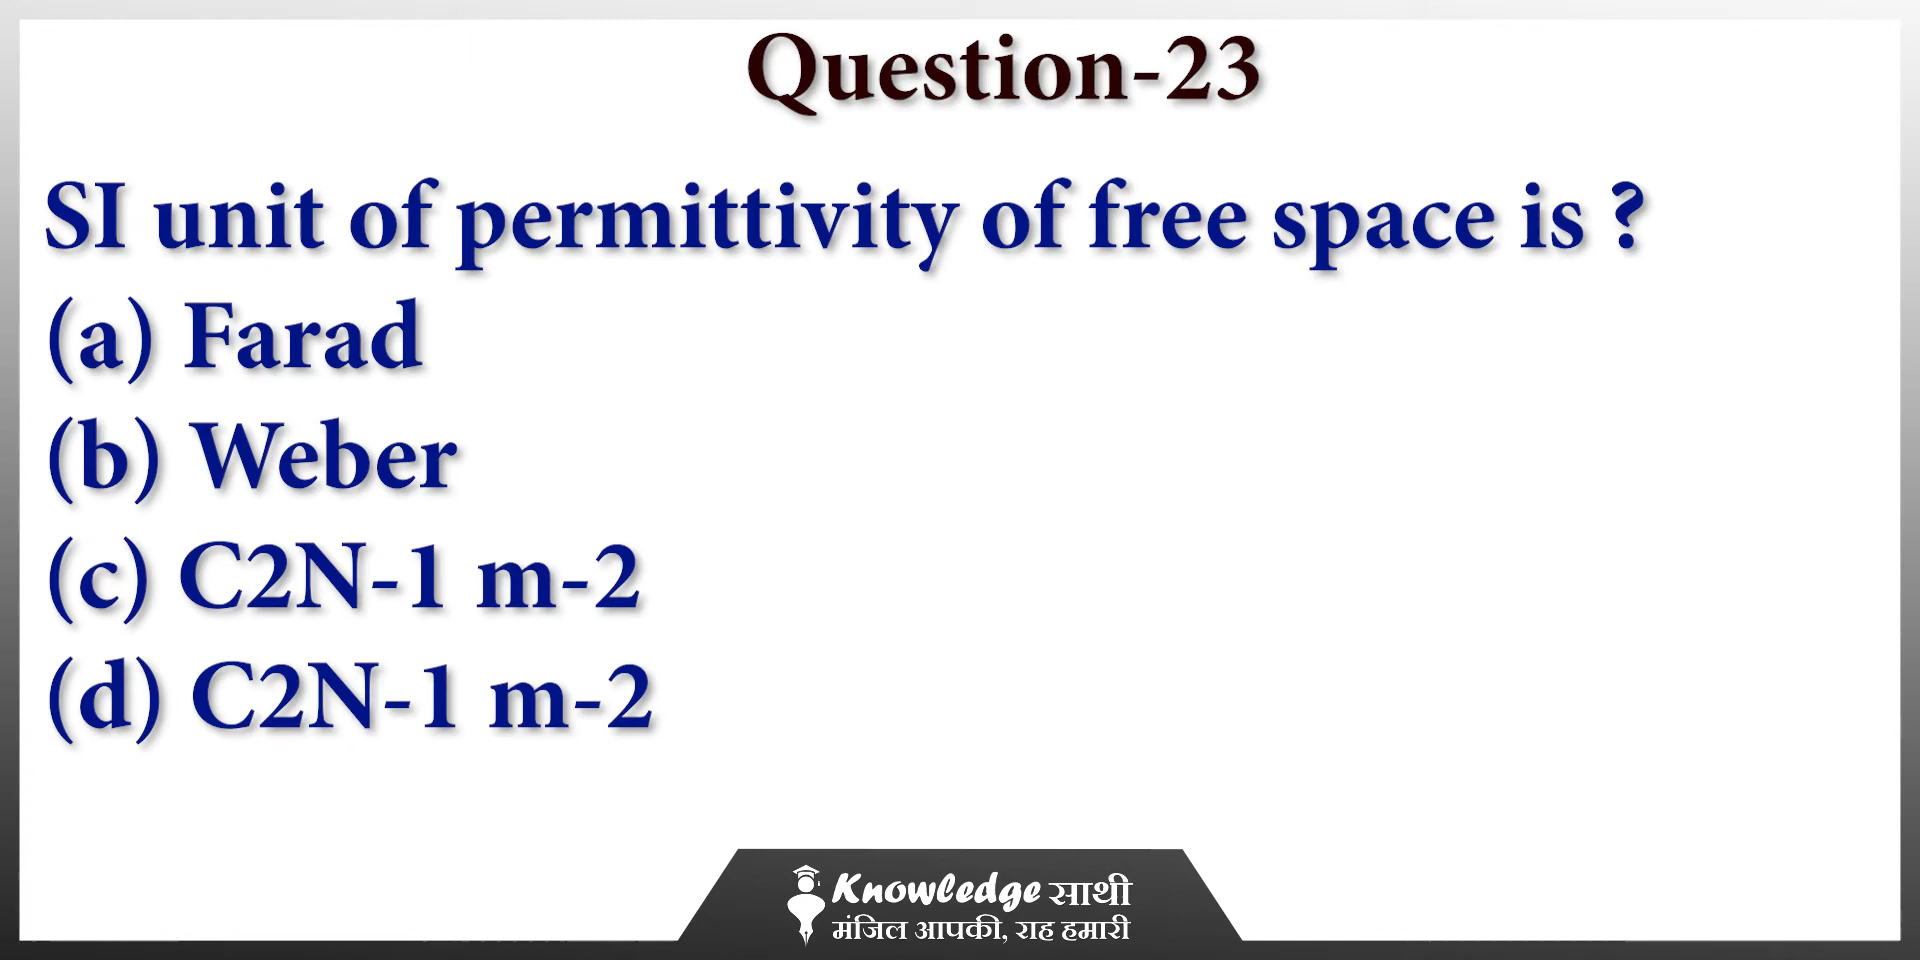 Question-23
SI unit of permittivity of free space is ?
(a) Farad
(b) Weber
(c) C2N-1 m-2
(d) C2N-1 m-2
Knowledge साथी
मंजिल आपकी, राह हमारी